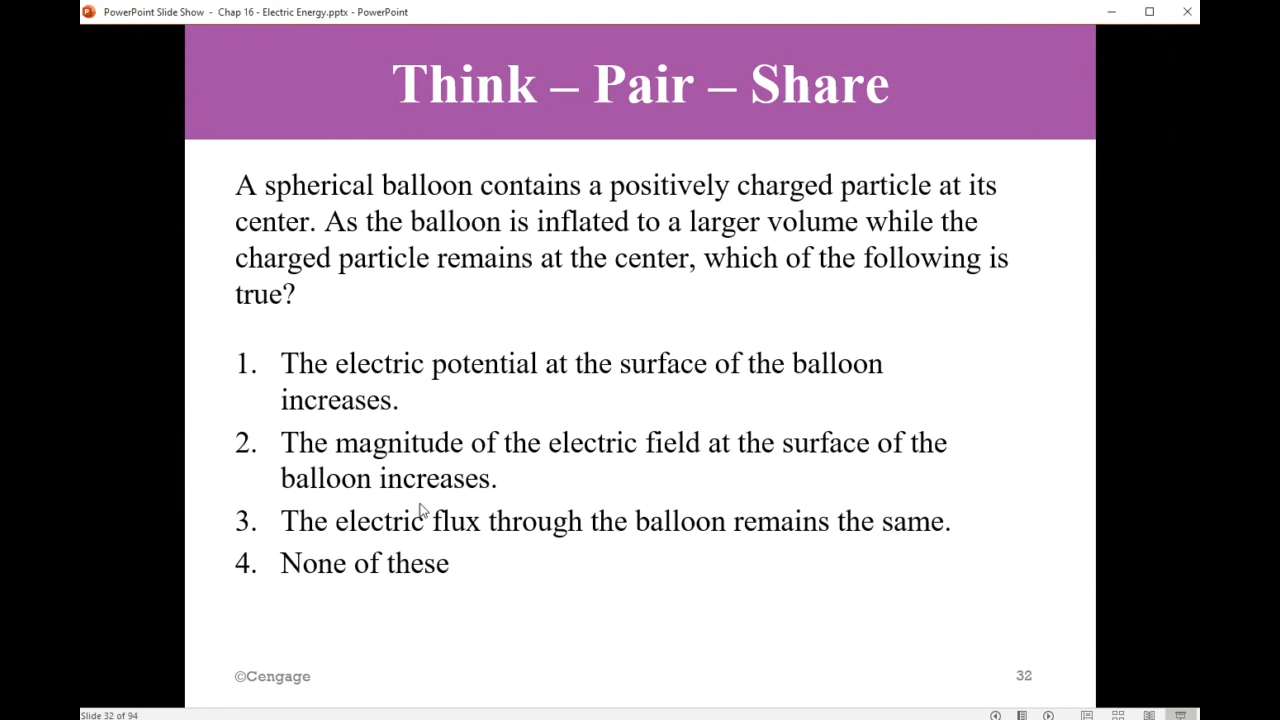 PowerPoint Slide Show - Chap 16 - Electric Energy.pptx - PowerPoint
Think – Pair – Share
A spherical balloon contains a positively charged particle at its
center. As the balloon is inflated to a larger volume while the
charged particle remains at the center, which of the following is
true?
1. The electric potential at the surface of the balloon
increases.
2. The magnitude of the electric field at the surface of the
balloon increases.
3. The electric flux through the balloon remains the same.
4. None of these
©Cengage
32
Slide 32 of 94